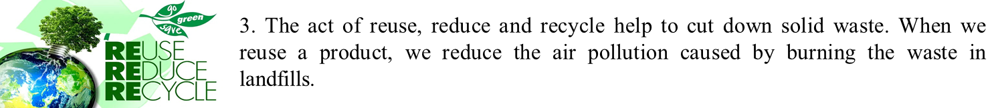 go
green
save
REUSE
REDUCE
RECYCLE
3. The act of reuse, reduce and recycle help to cut down solid waste. When we
reuse a product, we reduce the air pollution caused by burning the waste in
landfills.